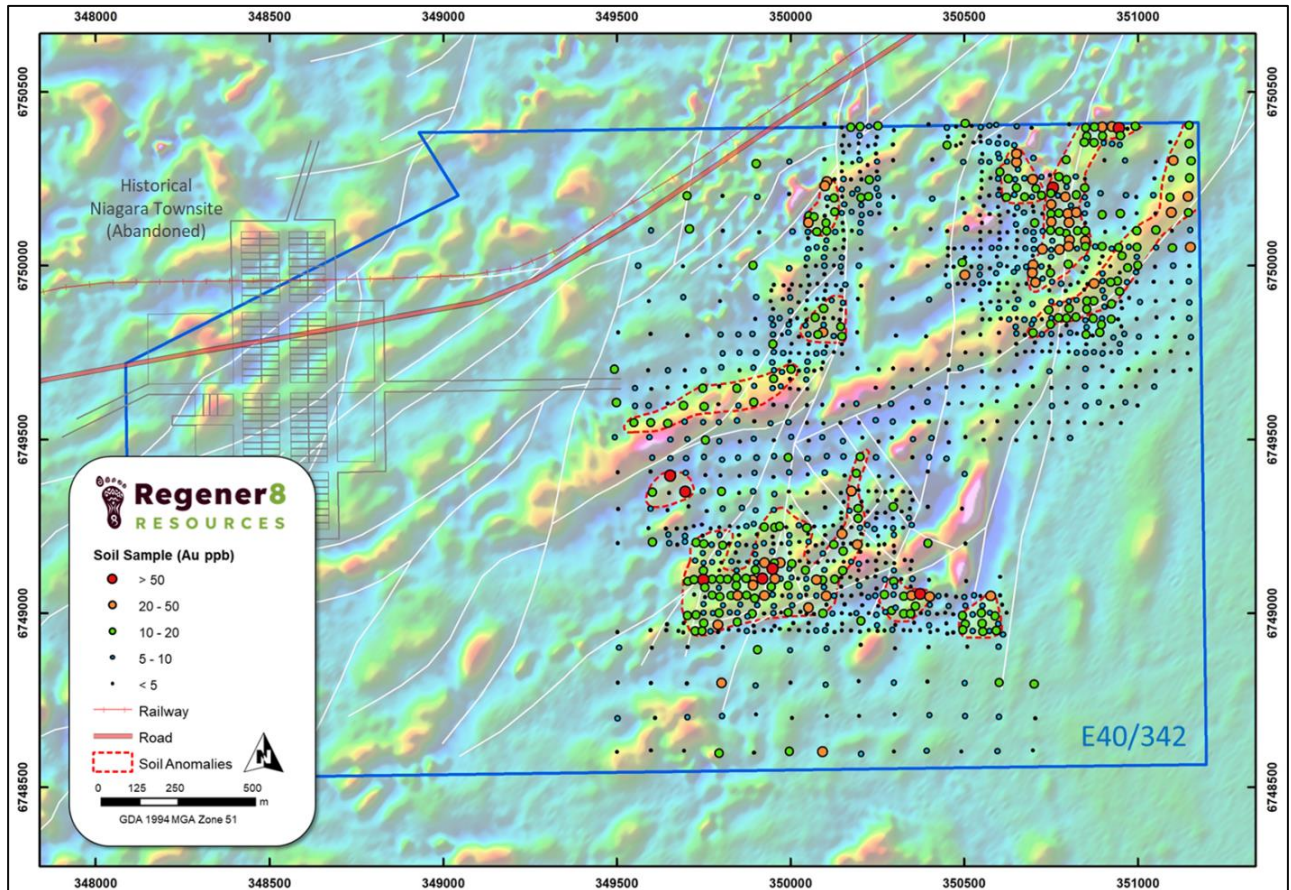 348000 348500 349000 349500 350000 350500 351000
6750500 6750500
Historical
Niagara Townsite
(Abandoned)
6750000 6750000
6749500 6749500
Regener8
RESOURCES
Soil Sample (Au ppb)
> 50
20 - 50
10 - 20
5 - 10
< 5
Railway
Road
Soil Anomalies
N
0 125 250 500
m
GDA 1994 MGA Zone 51
6749000
E40/342
6748500 6748500
348000 348500 349000 349500 350000 350500 351000